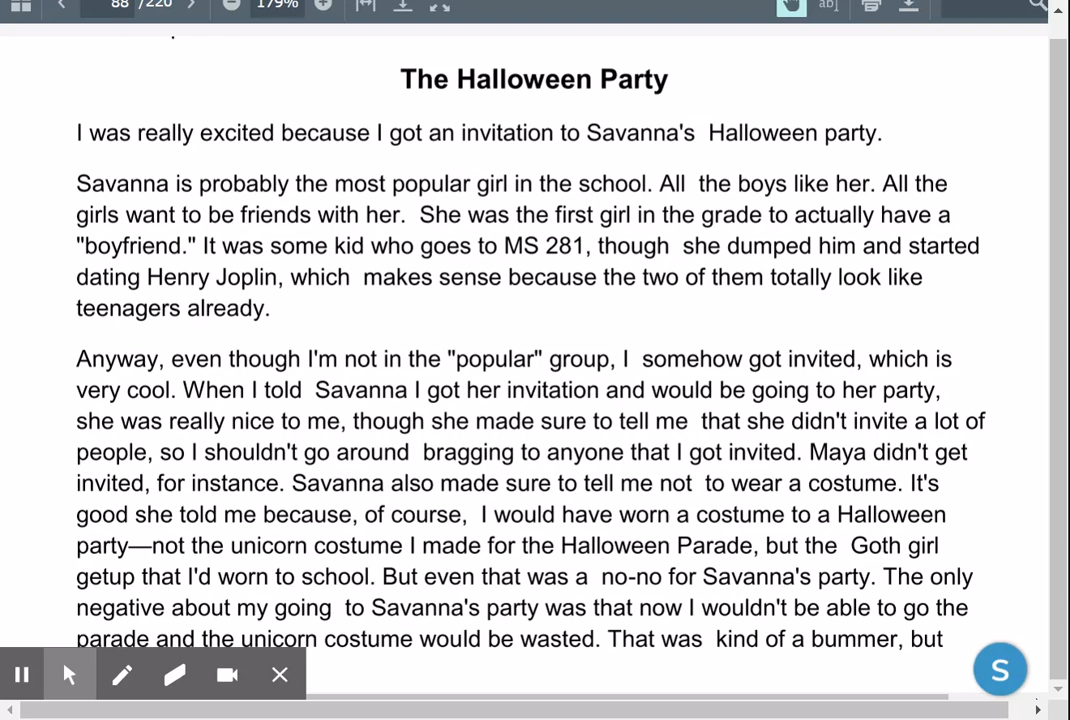 88 /220
179%
ab]
The Halloween Party
I was really excited because I got an invitation to Savanna's  Halloween party.
Savanna is probably the most popular girl in the school. All  the boys like her. All the
girls want to be friends with her.  She was the first girl in the grade to actually have a
"boyfriend." It was some kid who goes to MS 281, though  she dumped him and started
dating Henry Joplin, which  makes sense because the two of them totally look like
teenagers already.
Anyway, even though I'm not in the "popular" group, I  somehow got invited, which is
very cool. When I told  Savanna I got her invitation and would be going to her party,
she was really nice to me, though she made sure to tell me  that she didn't invite a lot of
people, so I shouldn't go around  bragging to anyone that I got invited. Maya didn't get
invited, for instance. Savanna also made sure to tell me not  to wear a costume. It's
good she told me because, of course,  I would have worn a costume to a Halloween
party—not the unicorn costume I made for the Halloween Parade, but the  Goth girl
getup that I'd worn to school. But even that was a  no-no for Savanna's party. The only
negative about my going  to Savanna's party was that now I wouldn't be able to go the
parade and the unicorn costume would be wasted. That was  kind of a bummer, but
S